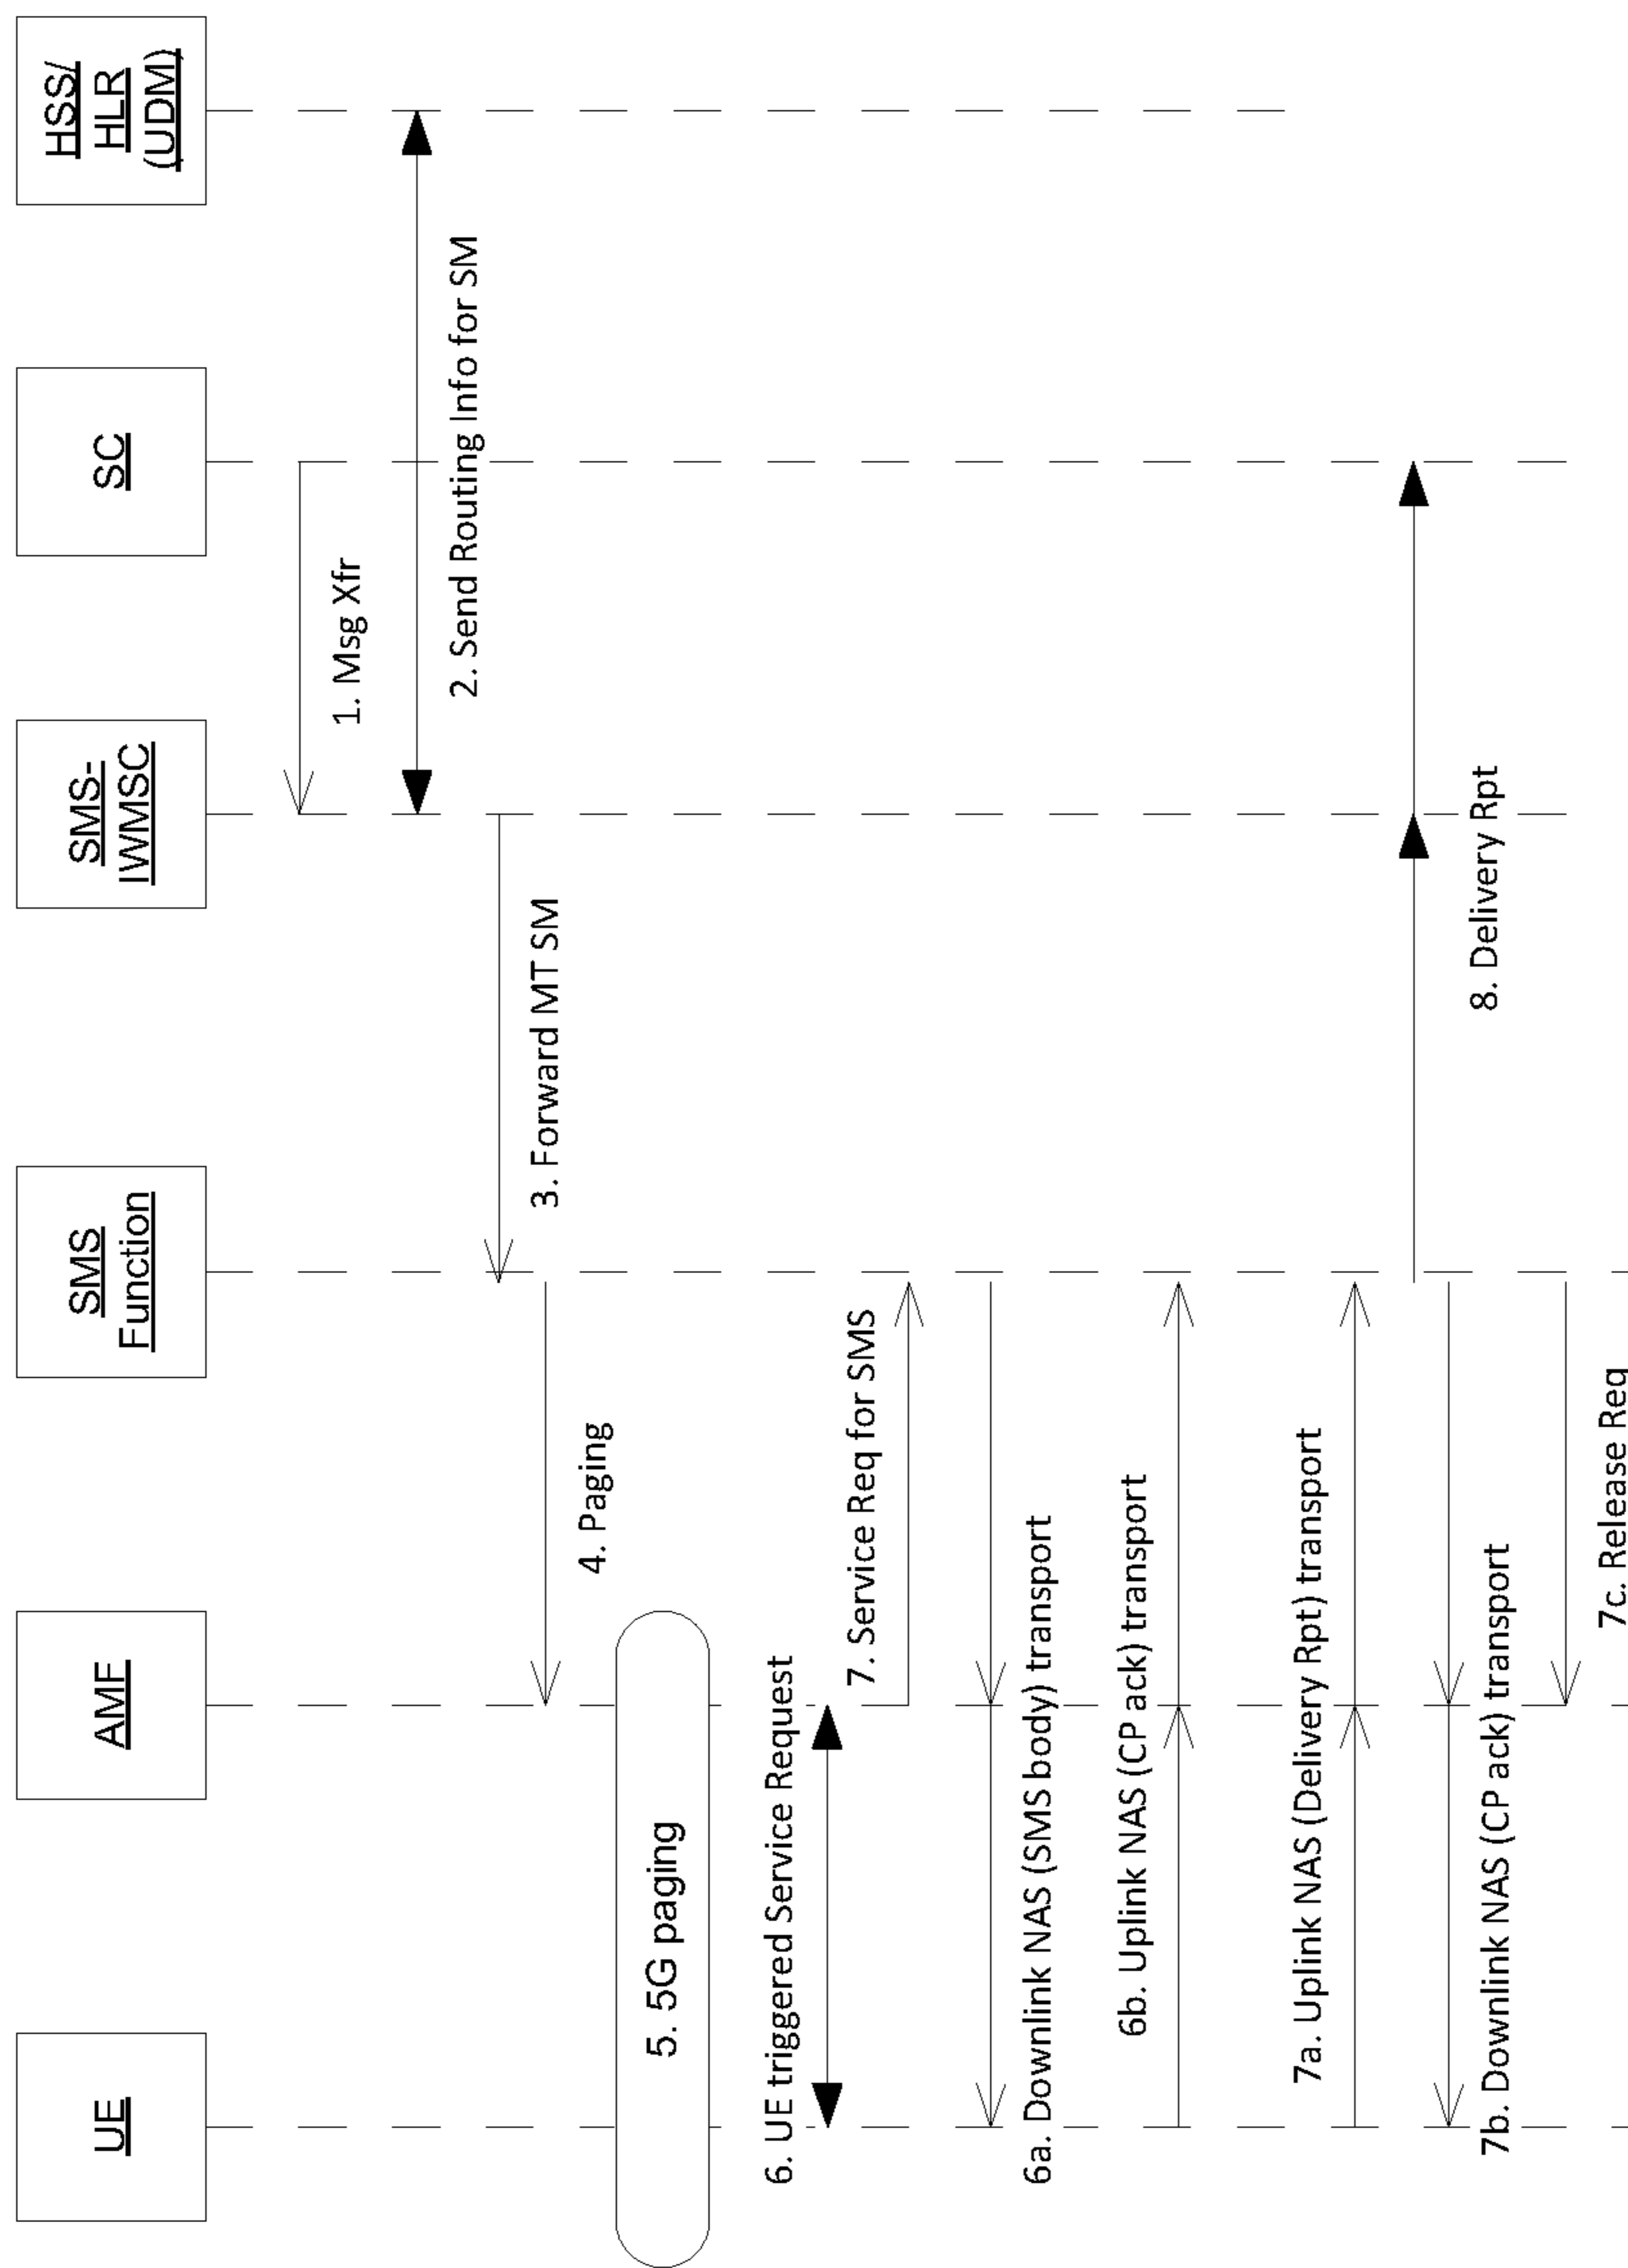 UE
AMF
SMS
Function
SMS-
IWMSC
SC
HSS/
HLR
(UDM)
1. Msg Xfr
2. Send Routing Info for SM
3. Forward MT SM
4. Paging
5. 5G paging
6. UE triggered Service Request
7. Service Req for SMS
6a. Downlink NAS (SMS body) transport
6b. Uplink NAS (CP ack) transport
7a. Uplink NAS (Delivery Rpt) transport
8. Delivery Rpt
7b. Downlink NAS (CP ack) transport
7c. Release Req